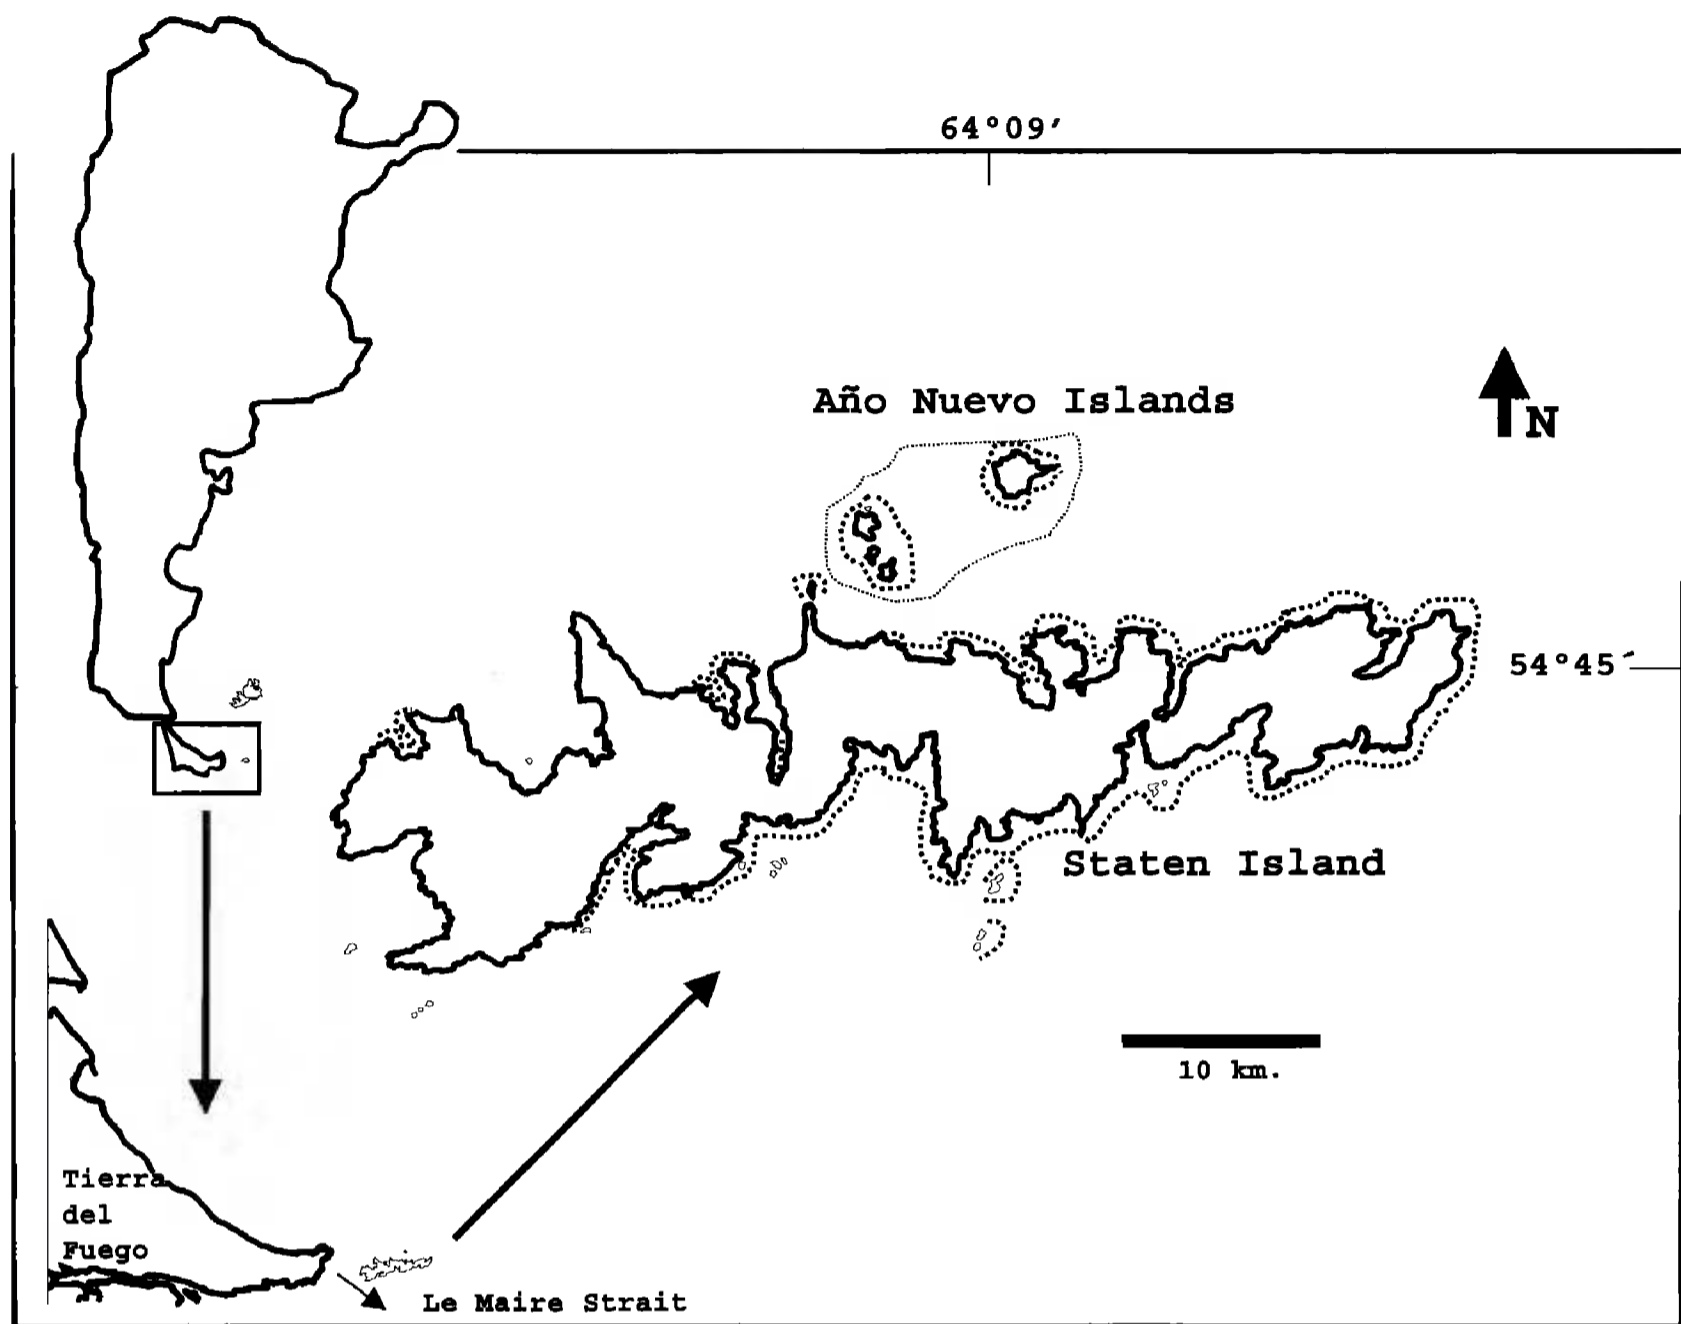 64°09′
Año Nuevo Islands
N
54°45′
Staten Island
10 km.
Tierra
del
Fuego
Le Maire Strait